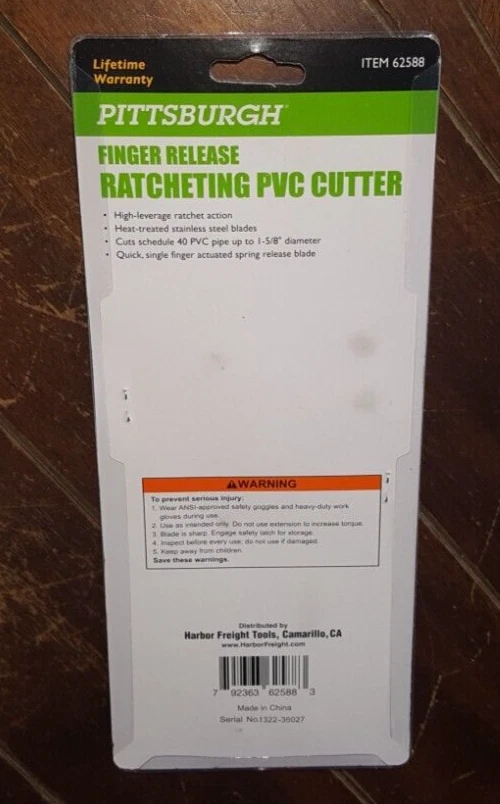 Lifetime
Warranty
ITEM 62588
PITTSBURGH
FINGER RELEASE
RATCHETING PVC CUTTER
• High-leverage ratchet action
• Heat-treated stainless steel blades
• Cuts schedule 40 PVC pipe up to 1-5/8" diameter
• Quick, single finger actuated spring release blade
⚠WARNING
To prevent serious injury:
1. Wear ANSI-approved safety goggles and heavy-duty work
gloves during use.
2. Use as intended only. Do not use extension to increase torque.
3. Blade is sharp. Engage safety latch for storage.
4. Inspect before every use; do not use if damaged.
5. Keep away from children.
Save these warnings.
Distributed by
Harbor Freight Tools, Camarillo, CA
www.HarborFreight.com
7 92363 62588 3
Made in China
Serial No.1322-36027